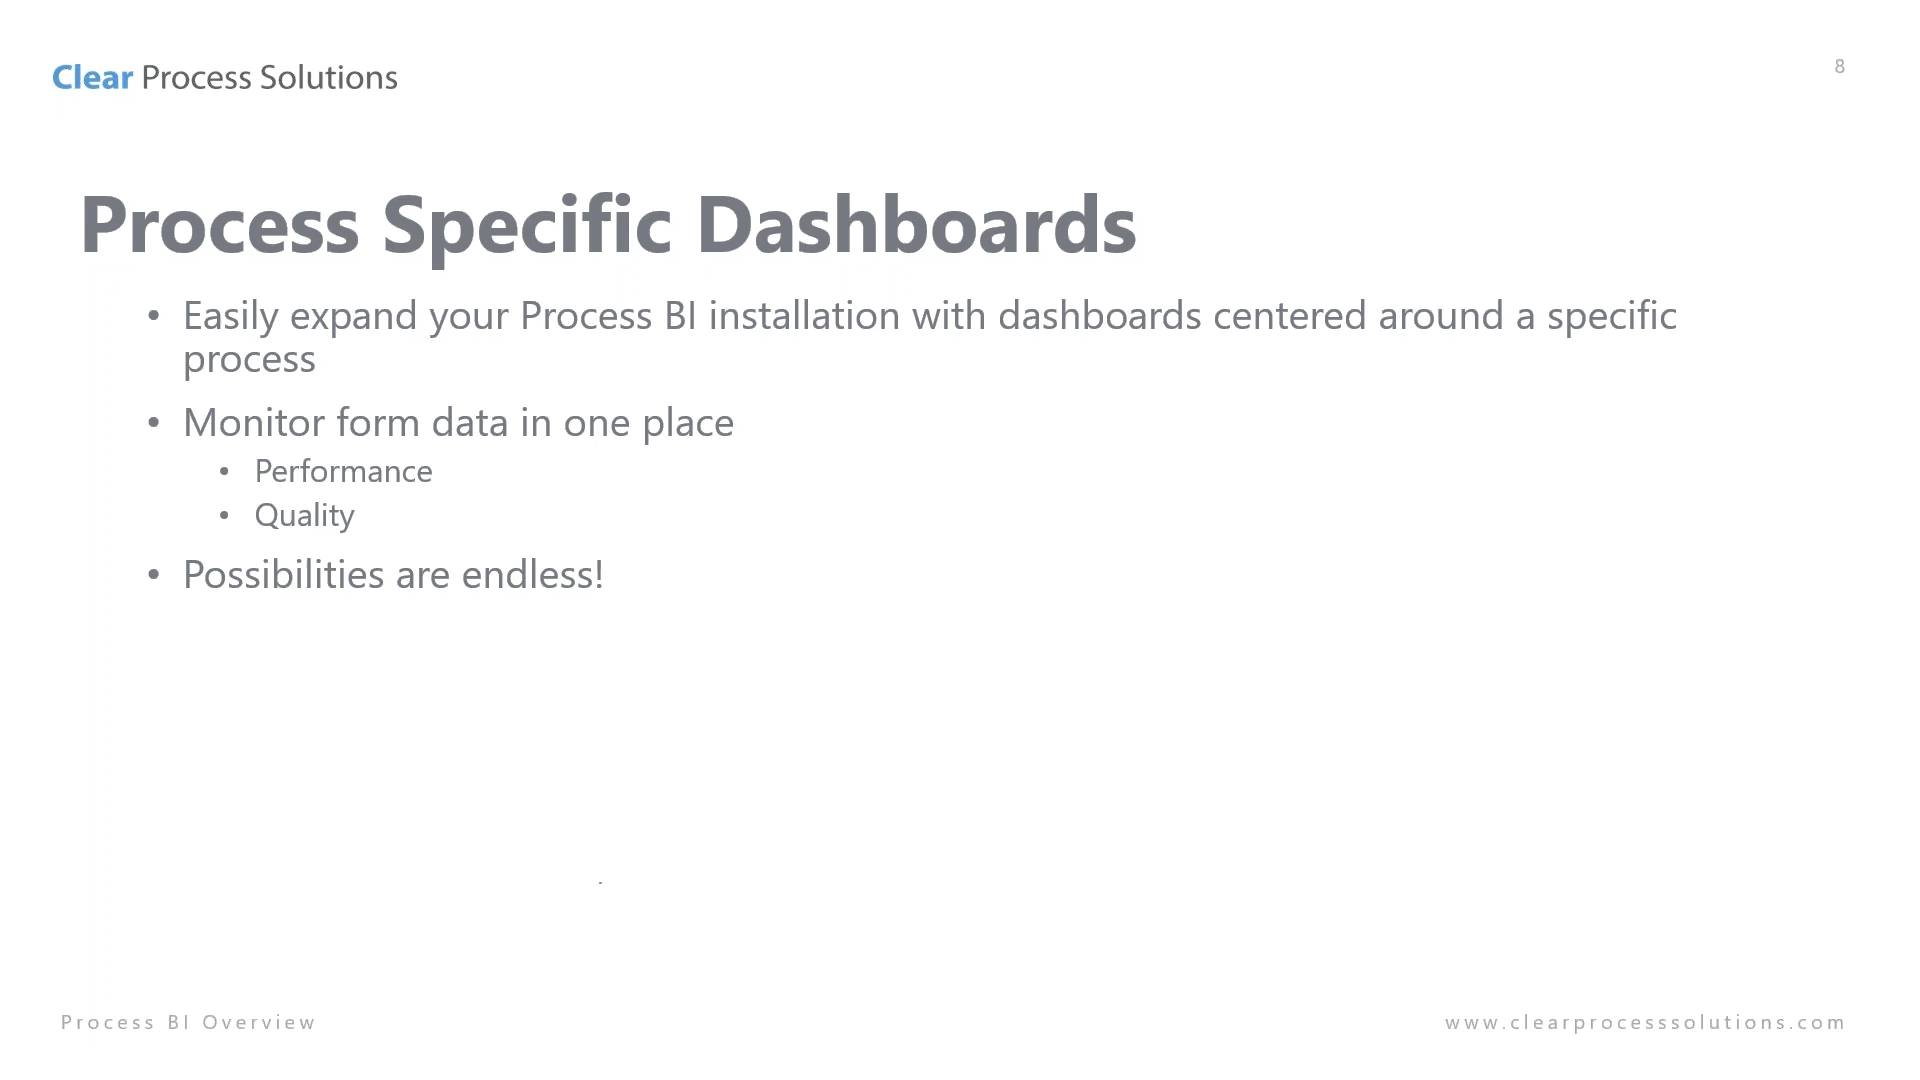 Clear Process Solutions
8
Process Specific Dashboards
• Easily expand your Process BI installation with dashboards centered around a specific
process
• Monitor form data in one place
• Performance
• Quality
• Possibilities are endless!
.
Process BI Overview
www.clearprocesssolutions.com